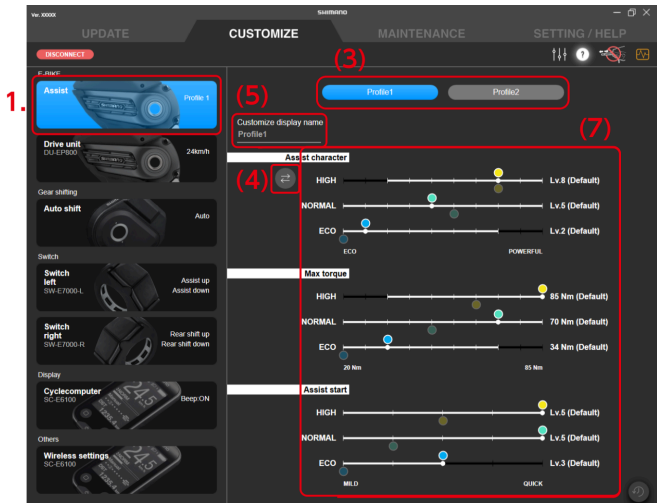 Ver. XXXXX
SHIMANO
UPDATE
CUSTOMIZE
MAINTENANCE
SETTING / HELP
DISCONNECT
?
E-BIKE
1.
Assist
Profile 1
Drive unit
DU-EP800
24km/h
Gear shifting
Auto shift
Auto
Switch
Switch
left
SW-E7000-L
Assist up
Assist down
Switch
right
SW-E7000-R
Rear shift up
Rear shift down
Display
Cyclecomputer
SC-E6100
Beep:ON
Others
Wireless settings
SC-E6100
(3)
Profile1
Profile2
(5)
Customize display name
Profile1
(7)
Assist character
(4)
HIGH
Lv.8 (Default)
NORMAL
Lv.5 (Default)
ECO
Lv.2 (Default)
ECO
POWERFUL
Max torque
HIGH
85 Nm (Default)
NORMAL
70 Nm (Default)
ECO
34 Nm (Default)
20 Nm
85 Nm
Assist start
HIGH
Lv.5 (Default)
NORMAL
Lv.5 (Default)
ECO
Lv.3 (Default)
MILD
QUICK